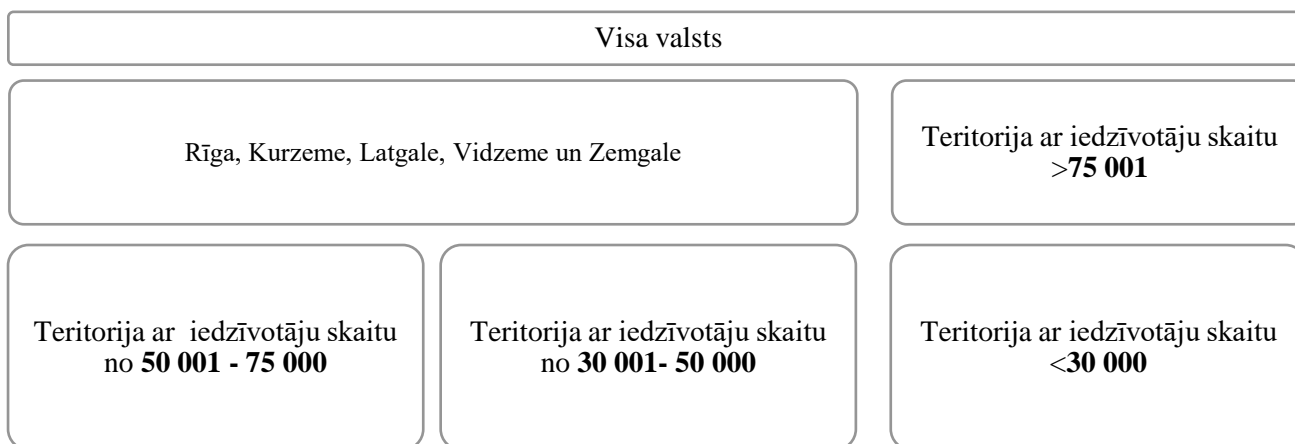 Visa valsts
Rīga, Kurzeme, Latgale, Vidzeme un Zemgale
Teritorija ar iedzīvotāju skaitu
>75 001
Teritorija ar iedzīvotāju skaitu
no 50 001 - 75 000
Teritorija ar iedzīvotāju skaitu
no 30 001- 50 000
Teritorija ar iedzīvotāju skaitu
<30 000